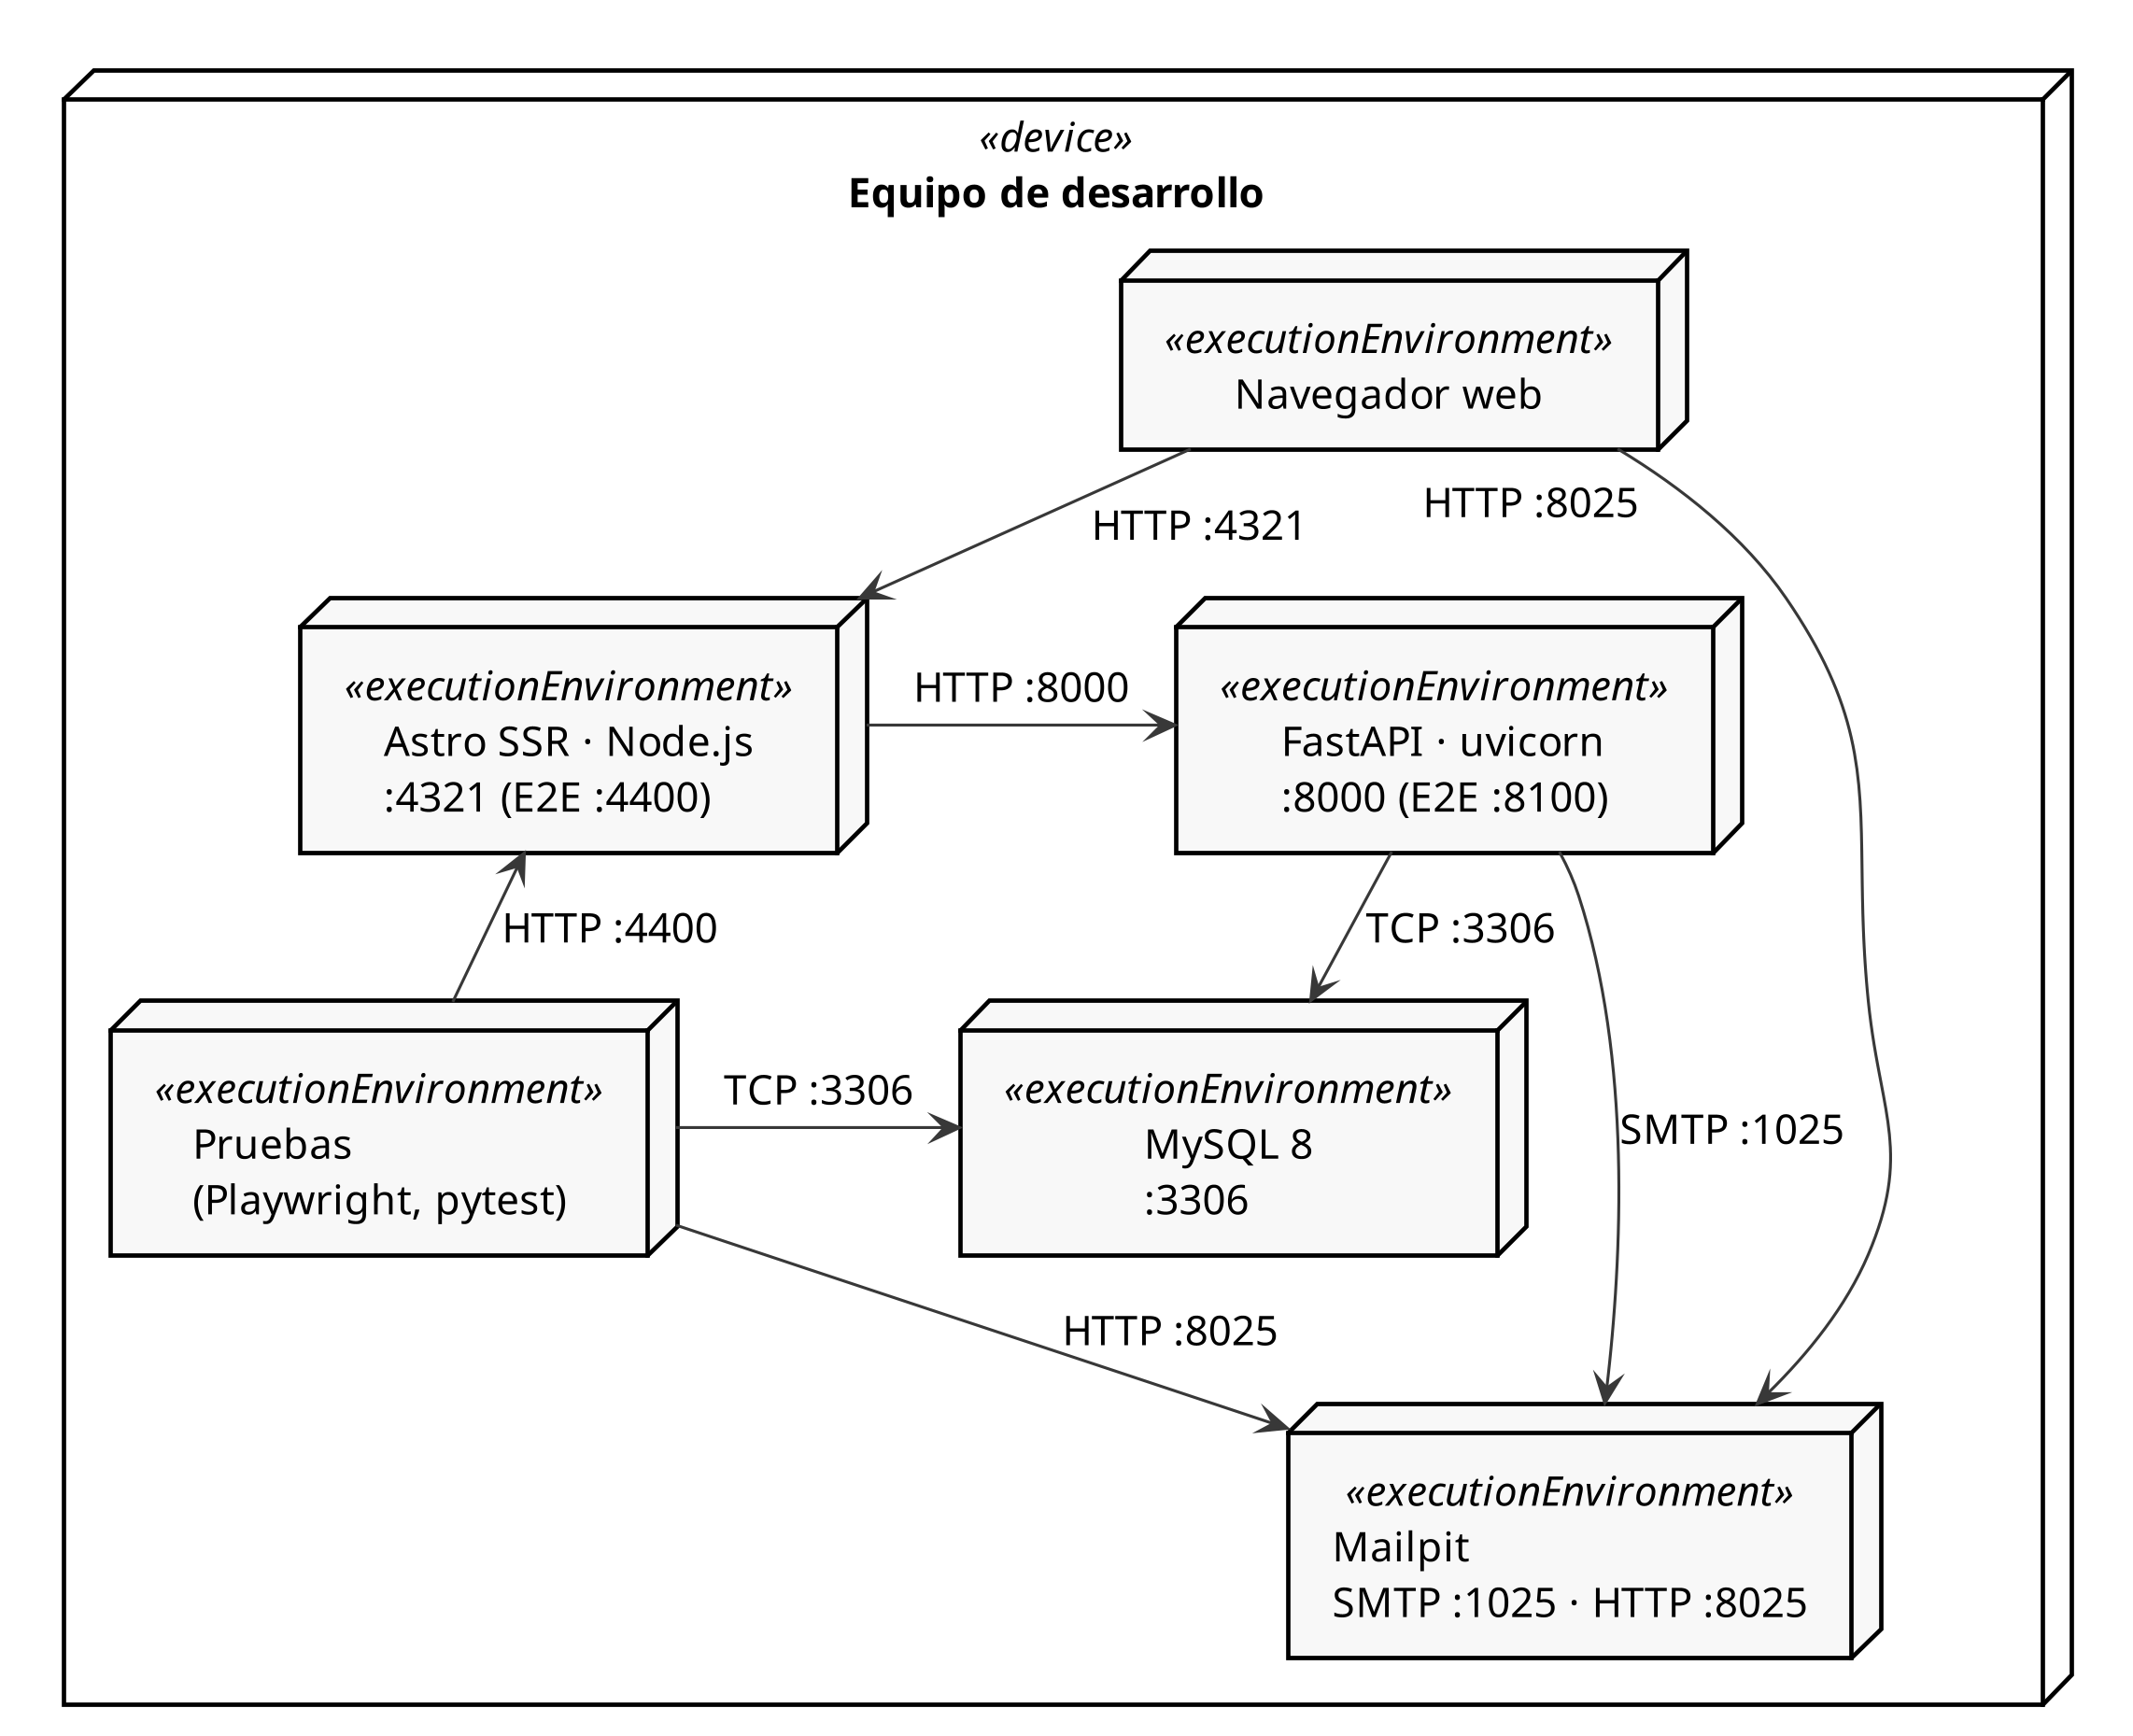 «device»
Equipo de desarrollo
«executionEnvironment»
Navegador web
HTTP :8025
HTTP :4321
«executionEnvironment»
Astro SSR · Node.js
:4321 (E2E :4400)
HTTP :8000
«executionEnvironment»
FastAPI · uvicorn
:8000 (E2E :8100)
HTTP :4400
TCP :3306
«executionEnvironment»
Pruebas
(Playwright, pytest)
TCP :3306
«executionEnvironment»
MySQL 8
:3306
SMTP :1025
HTTP :8025
«executionEnvironment»
Mailpit
SMTP :1025 · HTTP :8025